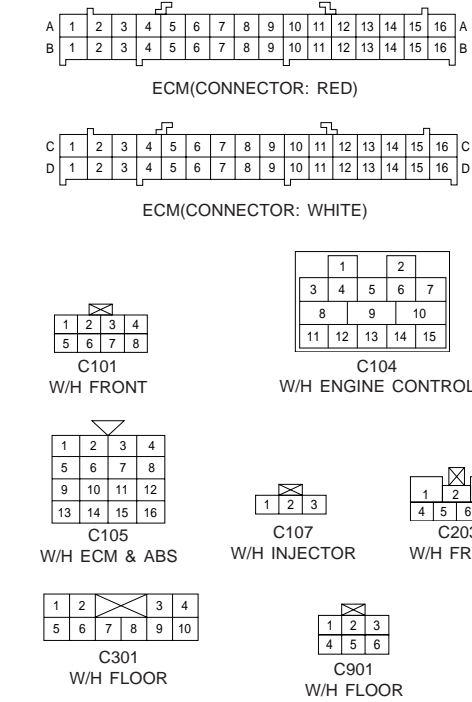 A 1 2 3 4 5 6 7 8 9 10 11 12 13 14 15 16 A
B 1 2 3 4 5 6 7 8 9 10 11 12 13 14 15 16 B
ECM(CONNECTOR: RED)
C 1 2 3 4 5 6 7 8 9 10 11 12 13 14 15 16 C
D 1 2 3 4 5 6 7 8 9 10 11 12 13 14 15 16 D
ECM(CONNECTOR: WHITE)
1 2 3 4
5 6 7 8
C101
W/H FRONT
1 2
3 4 5 6 7
8 9 10
11 12 13 14 15
C104
W/H ENGINE CONTROL
1 2 3 4
5 6 7 8
9 10 11 12
13 14 15 16
C105
W/H ECM & ABS
1 2 3
C107
W/H INJECTOR
1 2
4 5 6
C203
W/H FR
1 2 3 4
5 6 7 8 9 10
C301
W/H FLOOR
1 2 3
4 5 6
C901
W/H FLOOR